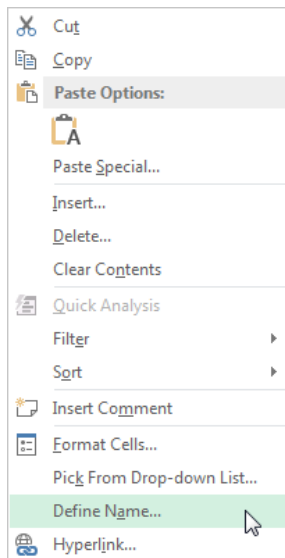 Cut
Copy
Paste Options:
A
Paste Special...
Insert...
Delete...
Clear Contents
Quick Analysis
Filter
Sort
Insert Comment
Format Cells...
Pick From Drop-down List...
Define Name...
Hyperlink...